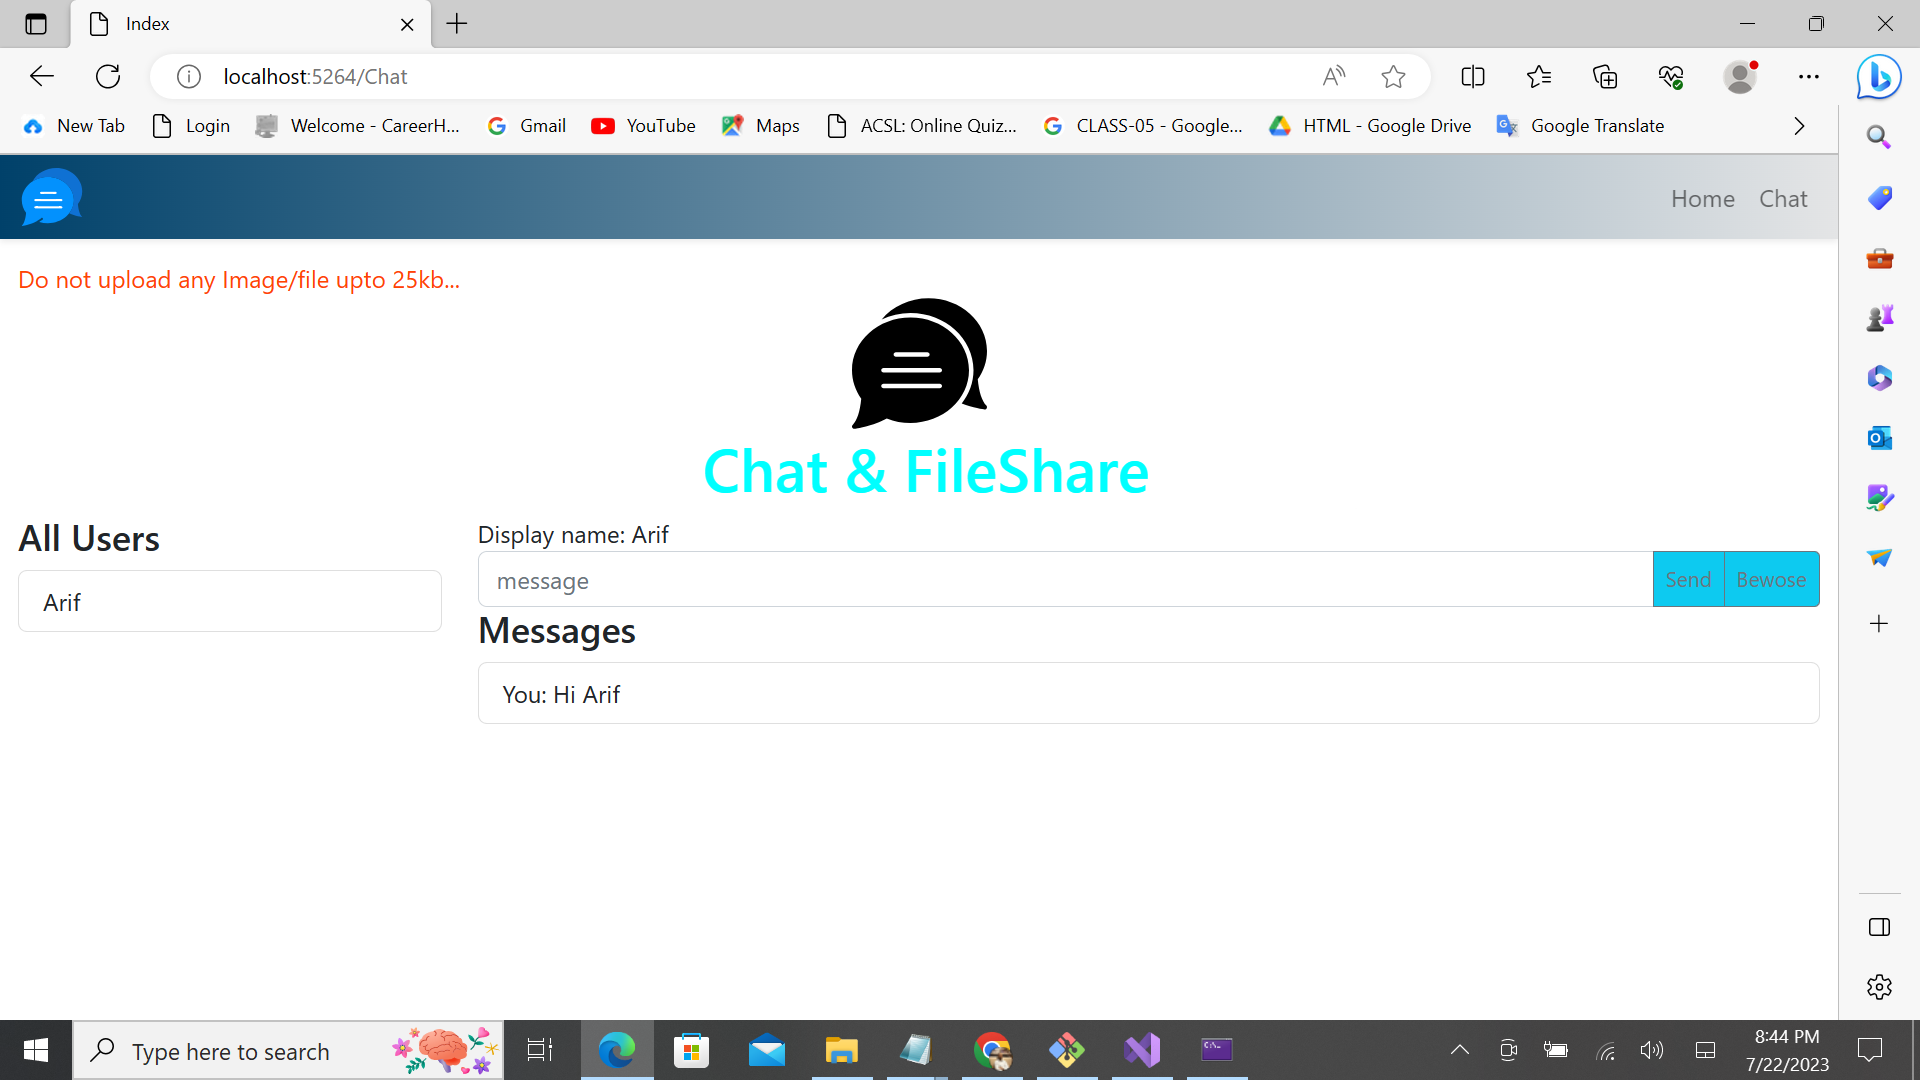 Index
localhost:5264/Chat
New Tab
Login
Welcome - CareerH...
Gmail
YouTube
Maps
ACSL: Online Quiz...
CLASS-05 - Google...
HTML - Google Drive
Google Translate
Home Chat
Do not upload any Image/file upto 25kb...
Chat & FileShare
All Users
Arif
Display name: Arif
message
Send
Bewose
Messages
You: Hi Arif
Type here to search
8:44 PM
7/22/2023